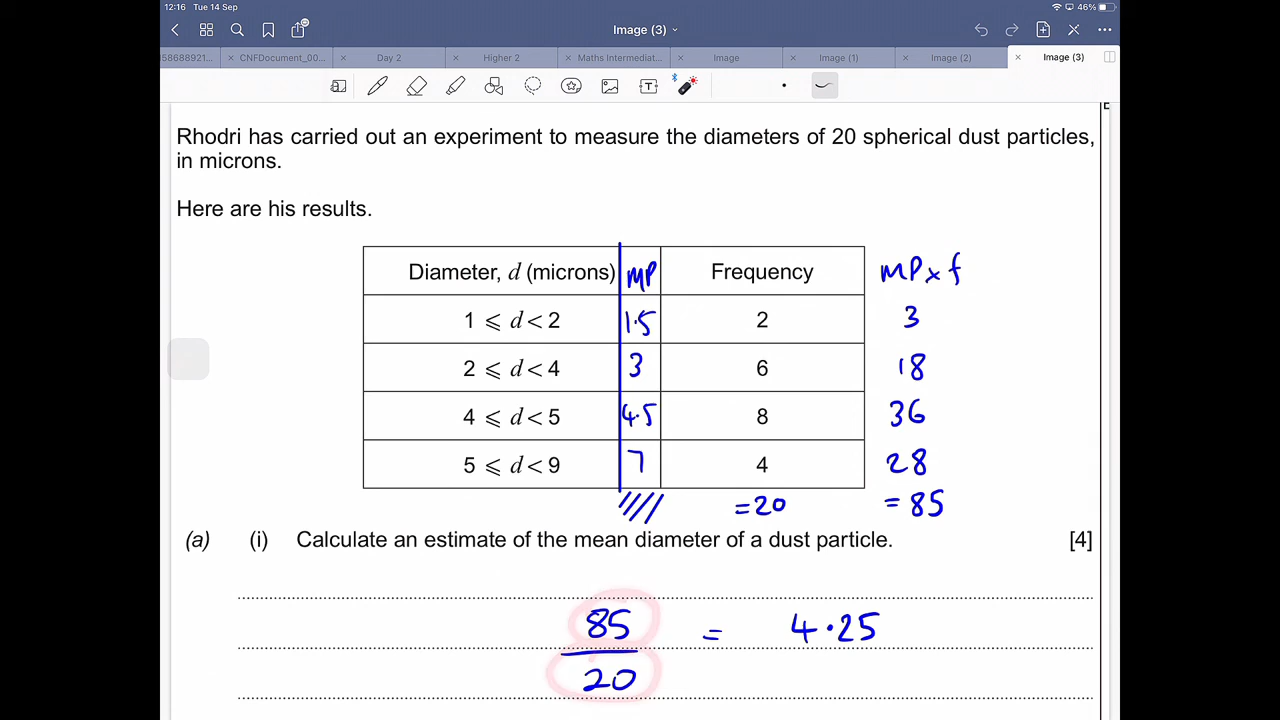 12:16 Tue 14 Sep 46%
Image (3)
158688921... CNFDocument_00... Day 2 Higher 2 Maths Intermediat... Image Image (1) Image (2) Image (3)
Rhodri has carried out an experiment to measure the diameters of 20 spherical dust particles,
in microns.
Here are his results.
Diameter, d (microns) MP Frequency MP x f
1 ⩽ d < 2 1.5 2 3
2 ⩽ d < 4 3 6 18
4 ⩽ d < 5 4.5 8 36
5 ⩽ d < 9 7 4 28
= 20 = 85
(a) (i) Calculate an estimate of the mean diameter of a dust particle. [4]
85
= 4.25
20